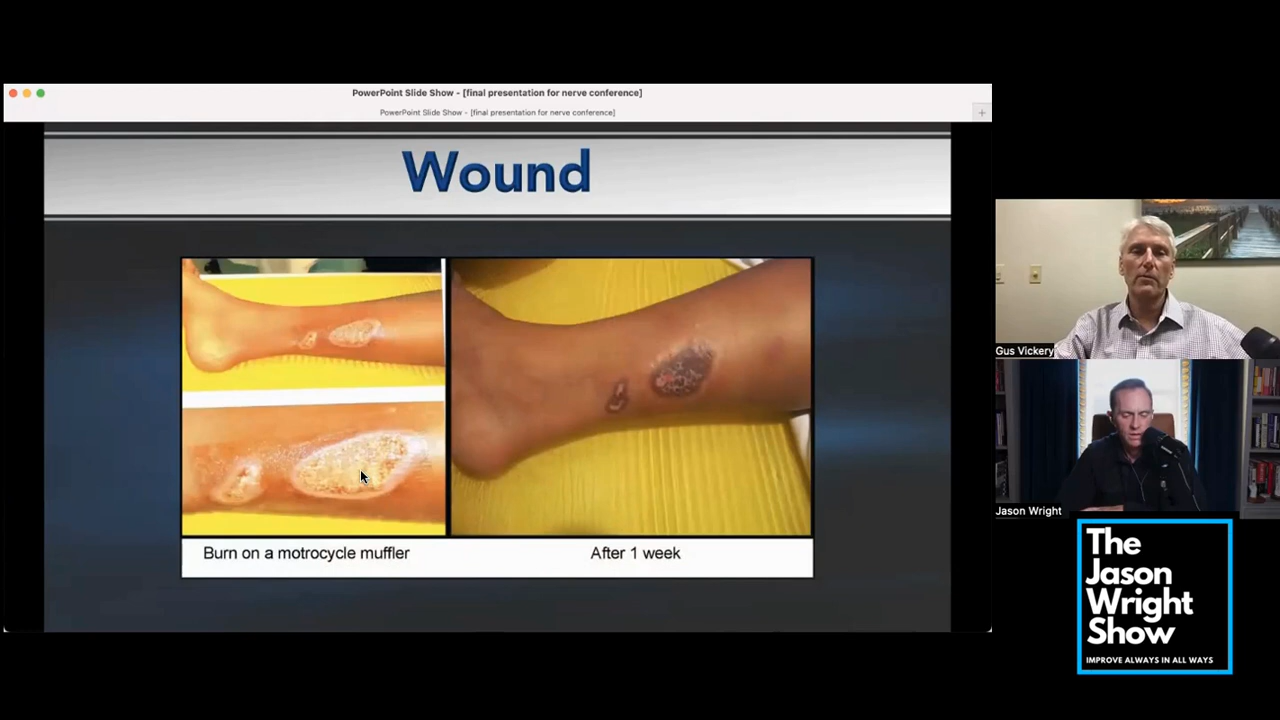 PowerPoint Slide Show - [final presentation for nerve conference]
PowerPoint Slide Show - [final presentation for nerve conference]
Wound
Burn on a motrocycle muffler
After 1 week
Gus Vickery
Jason Wright
The
Jason
Wright
Show
IMPROVE ALWAYS IN ALL WAYS